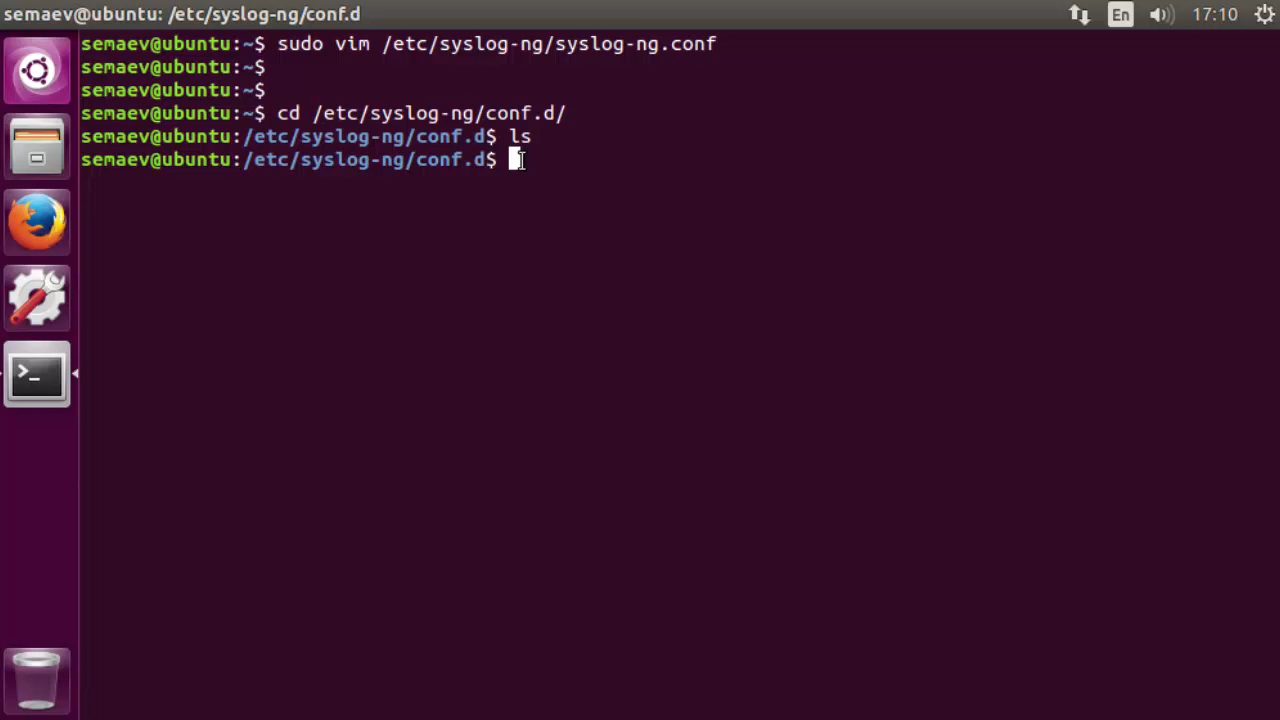 semaev@ubuntu: /etc/syslog-ng/conf.d En 17:10
semaev@ubuntu:~$ sudo vim /etc/syslog-ng/syslog-ng.conf
semaev@ubuntu:~$
semaev@ubuntu:~$
semaev@ubuntu:~$ cd /etc/syslog-ng/conf.d/
semaev@ubuntu:/etc/syslog-ng/conf.d$ ls
semaev@ubuntu:/etc/syslog-ng/conf.d$